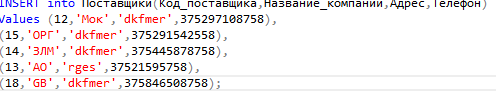 INSERT into Поставщики(Код_поставщика,Название_компании,Адрес,Телефон)
Values (12,'Мок','dkfmer',375297108758),
(15,'ОРГ','dkfmer',375291542558),
(14,'ЗЛМ','dkfmer',375445878758),
(13,'АО','rges',37521595758),
(18,'GB','dkfmer',375846508758);